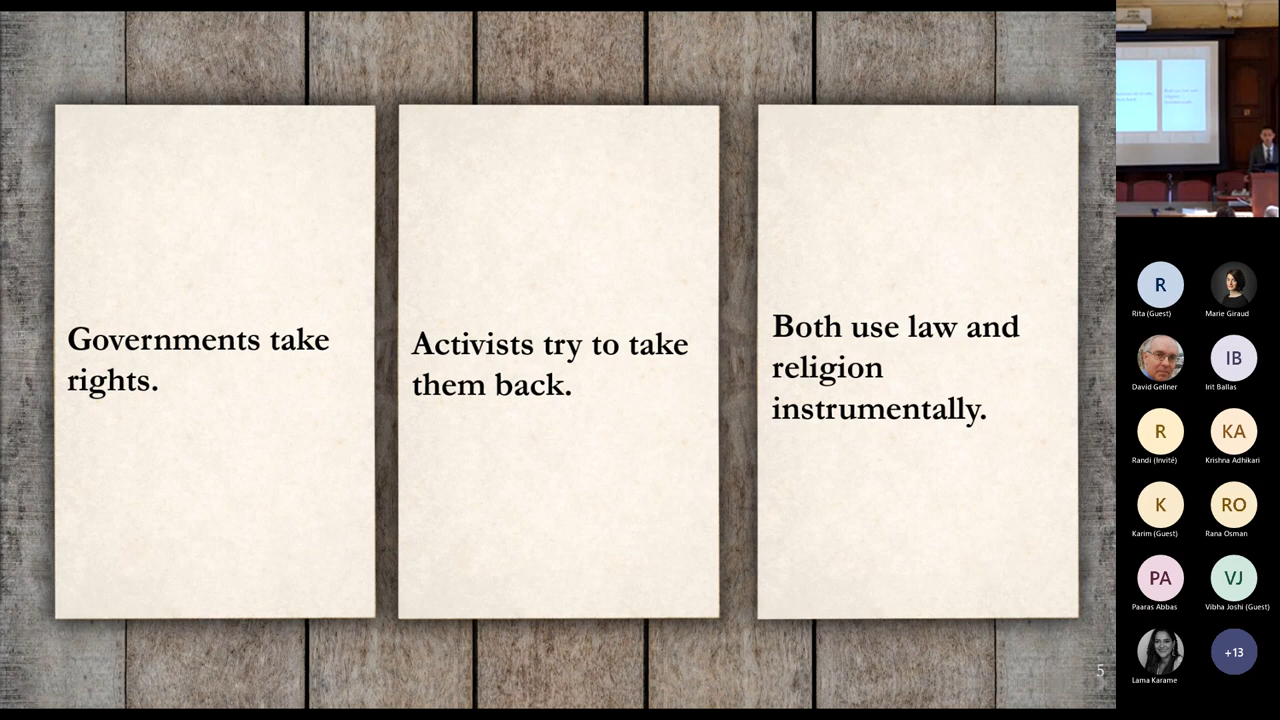 Governments take
rights.
Activists try to take
them back.
Both use law and
religion
instrumentally.
5
R
Rita (Guest)
Marie Giraud
David Gellner
IB
Irit Ballas
R
Randi (Invité)
KA
Krishna Adhikari
K
Karim (Guest)
RO
Rana Osman
PA
Paaras Abbas
VJ
Vibha Joshi (Guest)
Lama Karame
+13